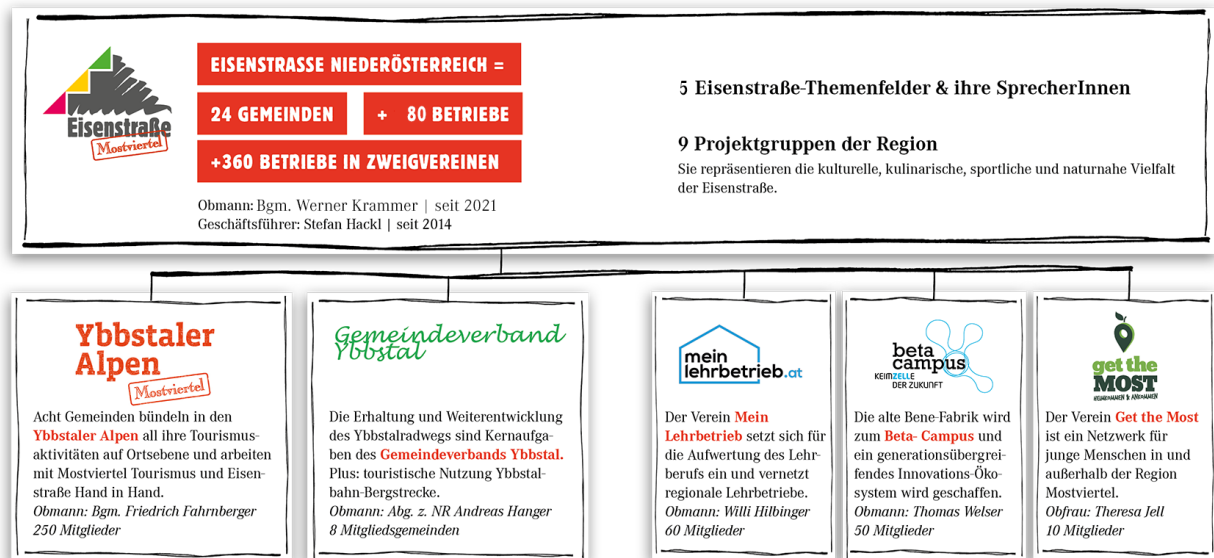 Eisenstraße
Mostviertel
EISENSTRASSE NIEDERÖSTERREICH =
24 GEMEINDEN
+ 80 BETRIEBE
+360 BETRIEBE IN ZWEIGVEREINEN
Obmann: Bgm. Werner Krammer | seit 2021
Geschäftsführer: Stefan Hackl | seit 2014
5 Eisenstraße-Themenfelder & ihre SprecherInnen
9 Projektgruppen der Region
Sie repräsentieren die kulturelle, kulinarische, sportliche und naturnahe Vielfalt
der Eisenstraße.
Ybbstaler
Alpen
Mostviertel
Acht Gemeinden bündeln in den
Ybbstaler Alpen all ihre Tourismus-
aktivitäten auf Ortsebene und arbeiten
mit Mostviertel Tourismus und Eisen-
straße Hand in Hand.
Obmann: Bgm. Friedrich Fahrnberger
250 Mitglieder
Gemeindeverband
Ybbstal
Die Erhaltung und Weiterentwicklung
des Ybbstalradwegs sind Kernaufga-
ben des Gemeindeverbands Ybbstal.
Plus: touristische Nutzung Ybbstal-
bahn-Bergstrecke.
Obmann: Abg. z. NR Andreas Hanger
8 Mitgliedsgemeinden
mein
lehrbetrieb.at
Der Verein Mein
Lehrbetrieb setzt sich für
die Aufwertung des Lehr-
berufs ein und vernetzt
regionale Lehrbetriebe.
Obmann: Willi Hilbinger
60 Mitglieder
beta
campus
KEIMZELLE
DER ZUKUNFT
Die alte Bene-Fabrik wird
zum Beta- Campus und
ein generationsübergrei-
fendes Innovations-Öko-
system wird geschaffen.
Obmann: Thomas Welser
50 Mitglieder
get the
MOST
HEIMKOMMEN & ANKOMMEN
Der Verein Get the Most
ist ein Netzwerk für
junge Menschen in und
außerhalb der Region
Mostviertel.
Obfrau: Theresa Jell
10 Mitglieder